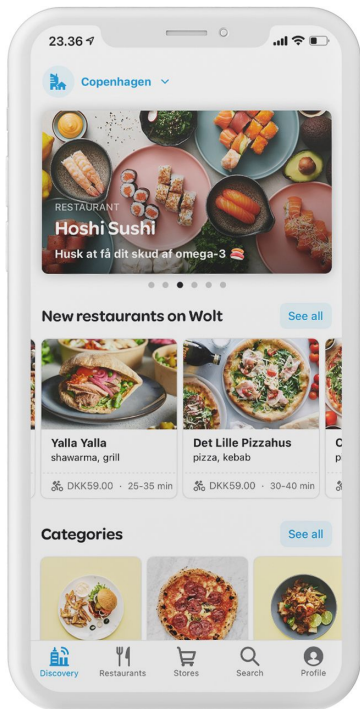 23.36
Copenhagen
RESTAURANT
Hoshi Sushi
Husk at få dit skud af omega-3 🍣
New restaurants on Wolt
See all
Yalla Yalla
shawarma, grill
DKK59.00 · 25-35 min
Det Lille Pizzahus
pizza, kebab
DKK59.00 · 30-40 min
Categories
See all
Discovery
Restaurants
Stores
Search
Profile